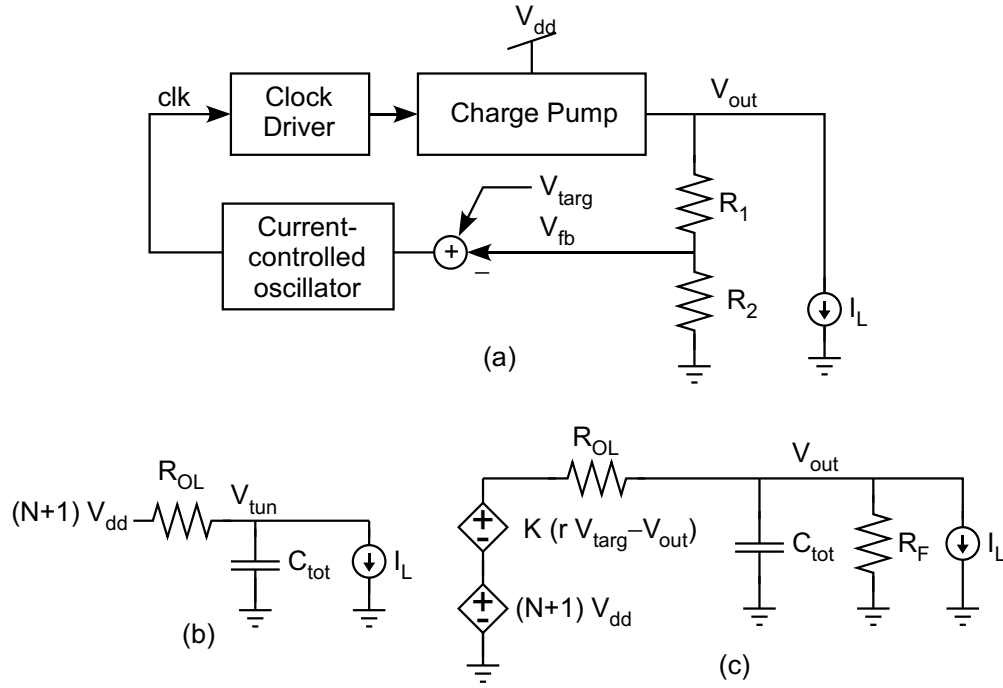 V_dd
clk
Clock
Driver
Charge Pump
V_out
V_targ
V_fb
R_1
Current-
controlled
oscillator
+
–
R_2
I_L
(a)
R_OL
(N+1) V_dd
V_tun
C_tot
I_L
(b)
R_OL
V_out
+
-
K (r V_targ–V_out)
C_tot
R_F
I_L
+
-
(N+1) V_dd
(c)